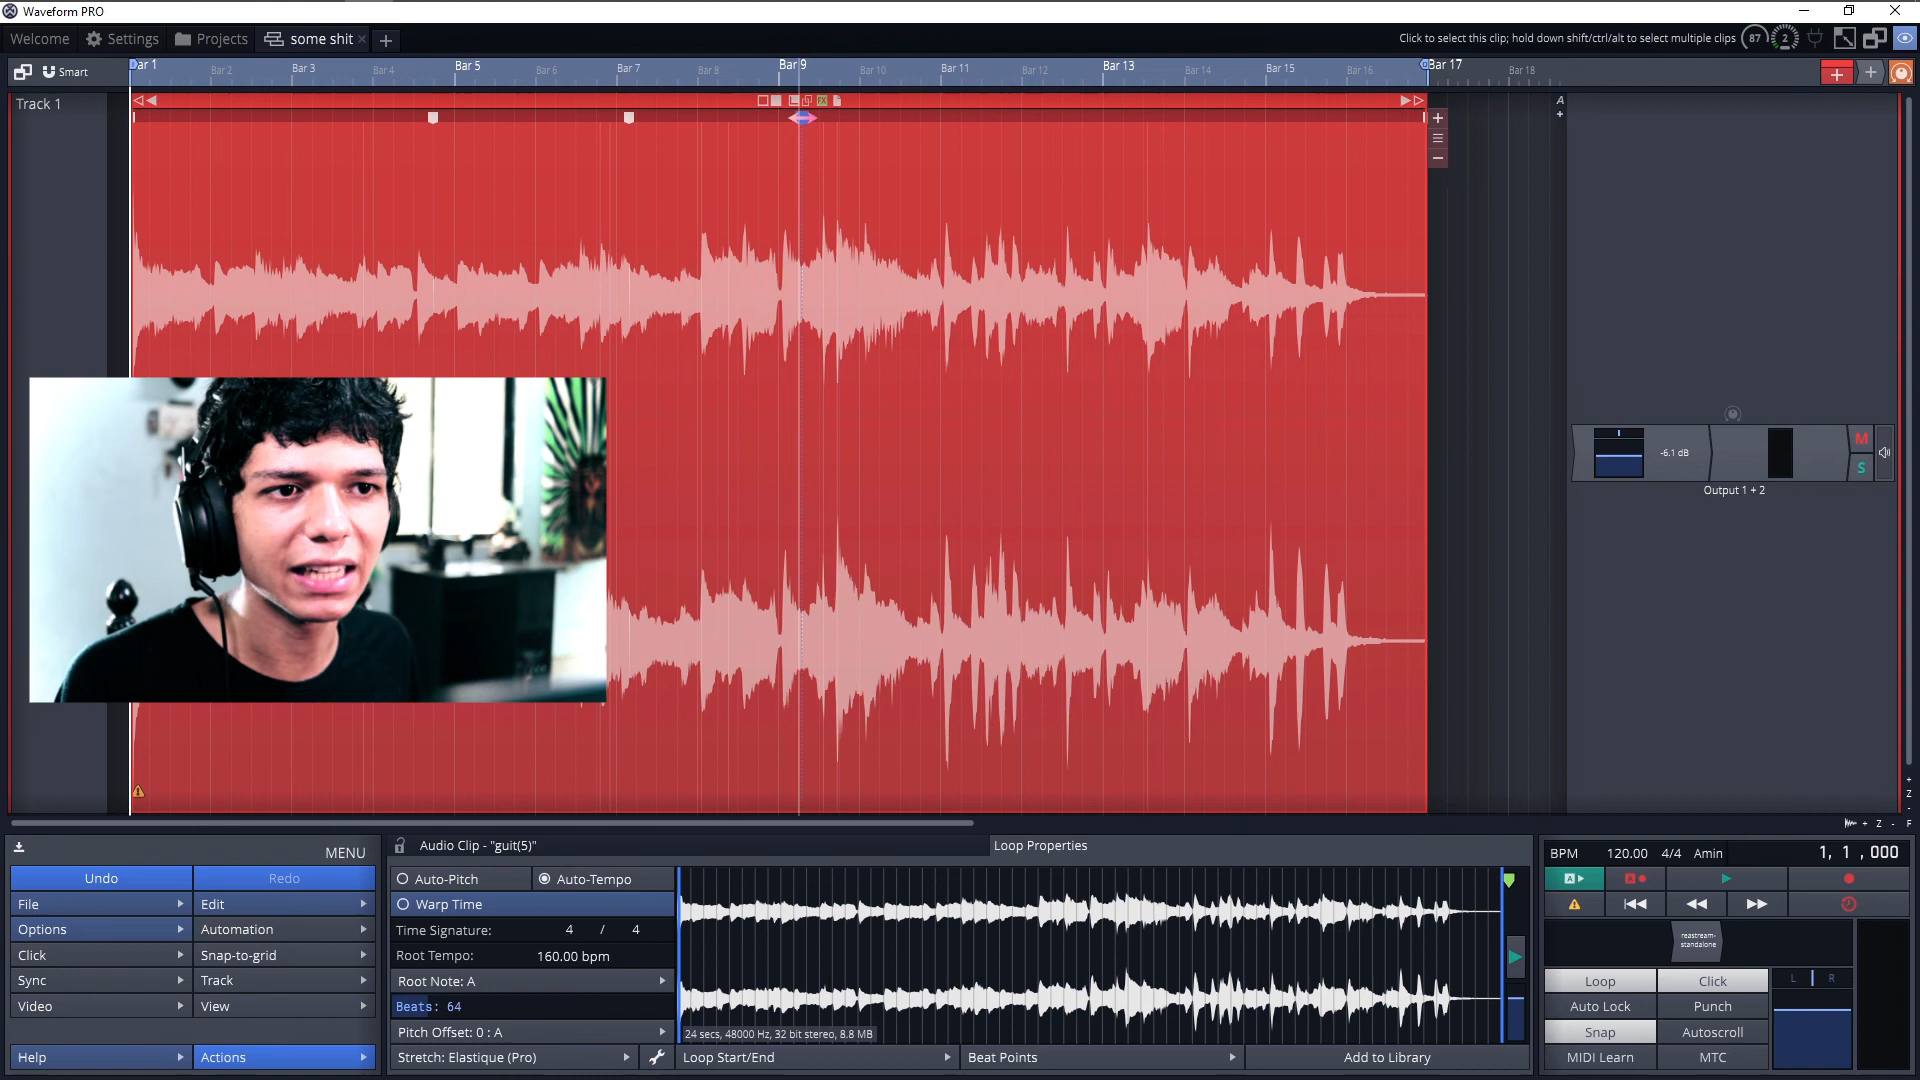 Waveform PRO
Welcome Settings Projects some shit
Click to select this clip; hold down shift/ctrl/alt to select multiple clips 87 2
Smart
Bar 1 Bar 2 Bar 3 Bar 4 Bar 5 Bar 6 Bar 7 Bar 8 Bar 9 Bar 10 Bar 11 Bar 12 Bar 13 Bar 14 Bar 15 Bar 16 Bar 17 Bar 18
Track 1
FX
A
-6.1 dB
M
S
Output 1 + 2
Z
Z F
MENU
Undo Redo
File Edit
Options Automation
Click Snap-to-grid
Sync Track
Video View
Help Actions
Audio Clip - "guit(5)"
Loop Properties
Auto-Pitch Auto-Tempo
Warp Time
Time Signature: 4 / 4
Root Tempo: 160.00 bpm
Root Note: A
Beats: 64
Pitch Offset: 0 : A
Stretch: Elastique (Pro)
24 secs, 48000 Hz, 32 bit stereo, 8.8 MB
Loop Start/End Beat Points Add to Library
BPM 120.00 4/4 Amin 1, 1 , 000
A A
reastream-
standalone
Loop Click
Auto Lock Punch
Snap Autoscroll
MIDI Learn MTC
L R